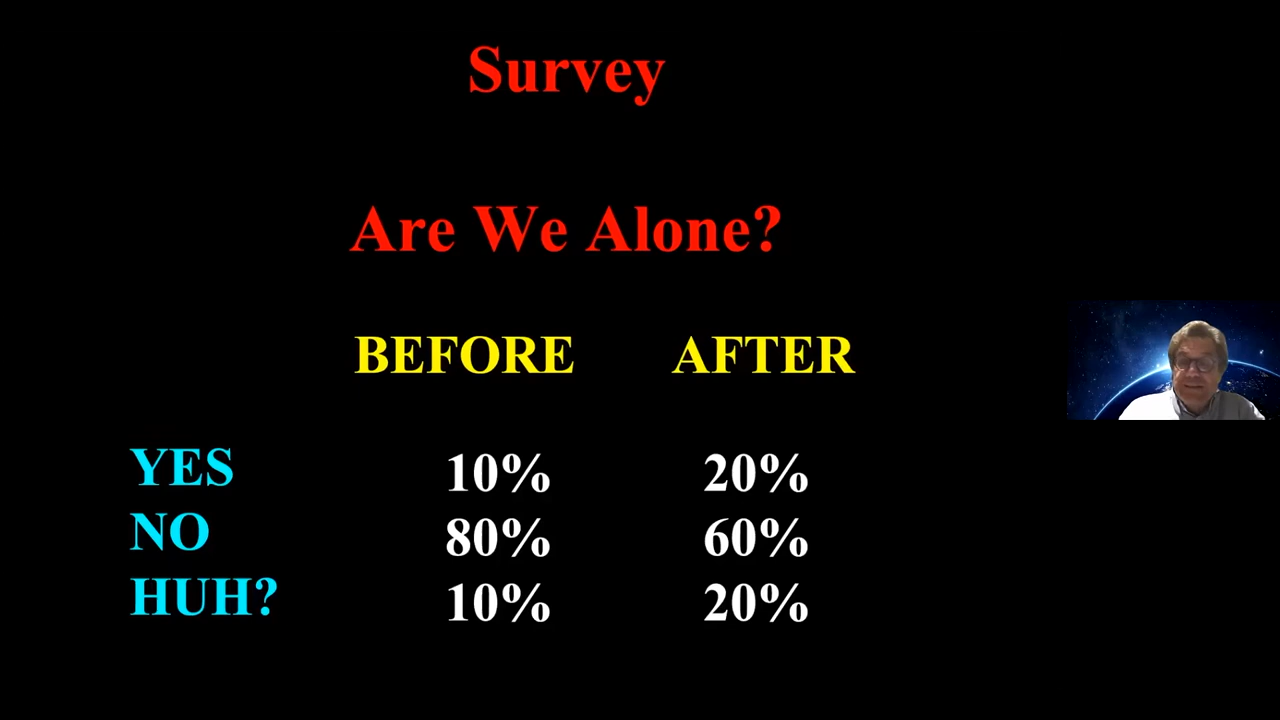 Survey
Are We Alone?
BEFORE AFTER
YES 10% 20%
NO 80% 60%
HUH? 10% 20%